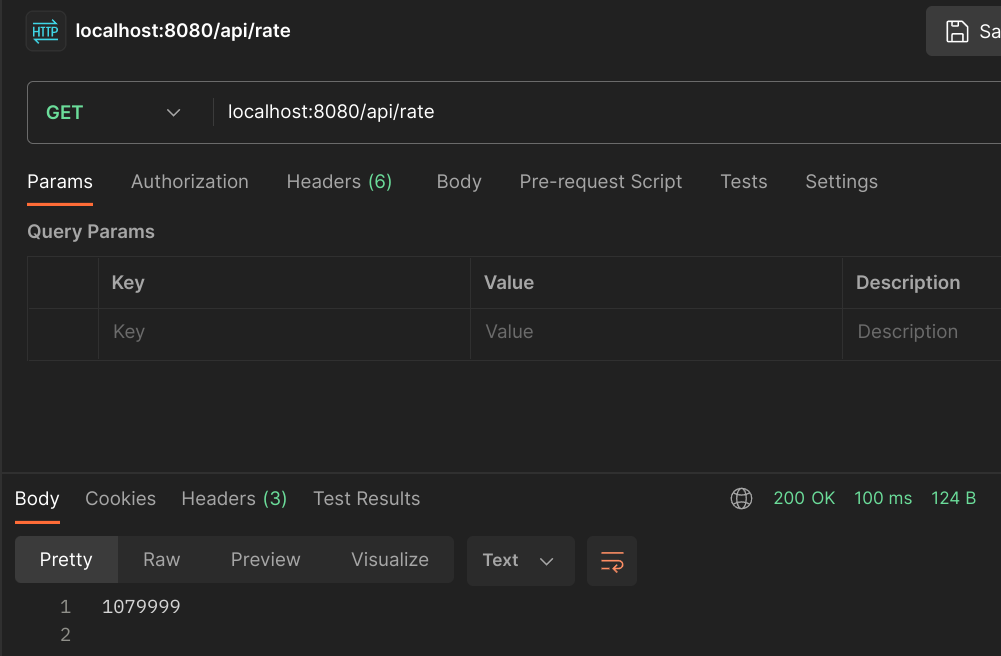 HTTP localhost:8080/api/rate
Sa
GET localhost:8080/api/rate
Params Authorization Headers (6) Body Pre-request Script Tests Settings
Query Params
Key Value Description
Key Value Description
Body Cookies Headers (3) Test Results 200 OK 100 ms 124 B
Pretty Raw Preview Visualize Text
1 1079999
2